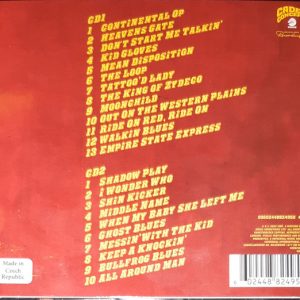 CD1
1 CONTINENTAL OP
2 HEAVENS GATE
3 DON'T START ME TALKIN'
4 KID GLOVES
5 MEAN DISPOSITION
6 THE LOOP
7 TATTOO'D LADY
8 THE KING OF ZYDECO
9 MOONCHILD
10 OUT ON THE WESTERN PLAINS
11 RIDE ON RED, RIDE ON
12 WALKIN BLUES
13 EMPIRE STATE EXPRESS
CD2
1 SHADOW PLAY
2 I WONDER WHO
3 SHIN KICKER
4 MIDDLE NAME
5 WHEN MY BABY SHE LEFT ME
6 GHOST BLUES
7 MESSIN' WITH THE KID
8 KEEP A KNOCKIN'
9 BULLFROG BLUES
10 ALL AROUND MAN
Made in
Czech
Republic